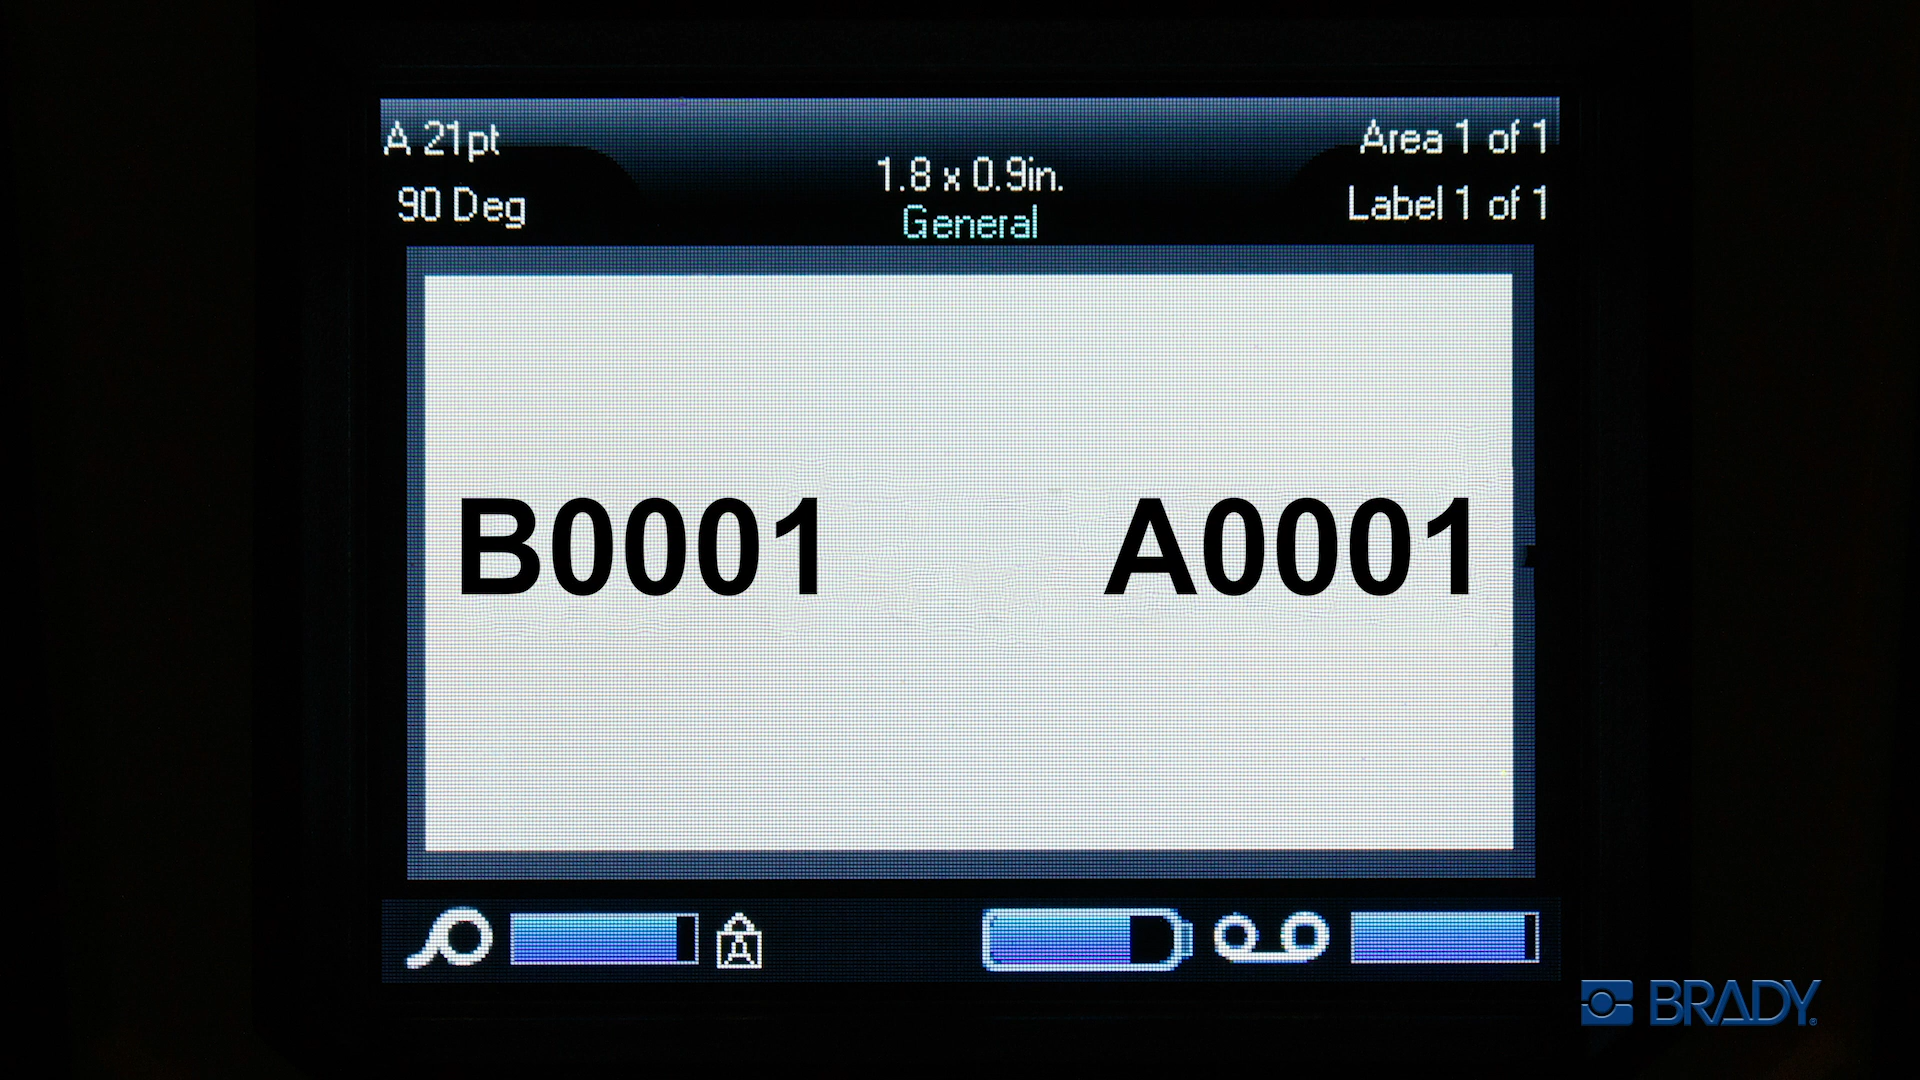 A 21pt
Area 1 of 1
1.8 x 0.9in.
90 Deg
Label 1 of 1
General
B0001 A0001
A
BRADY®